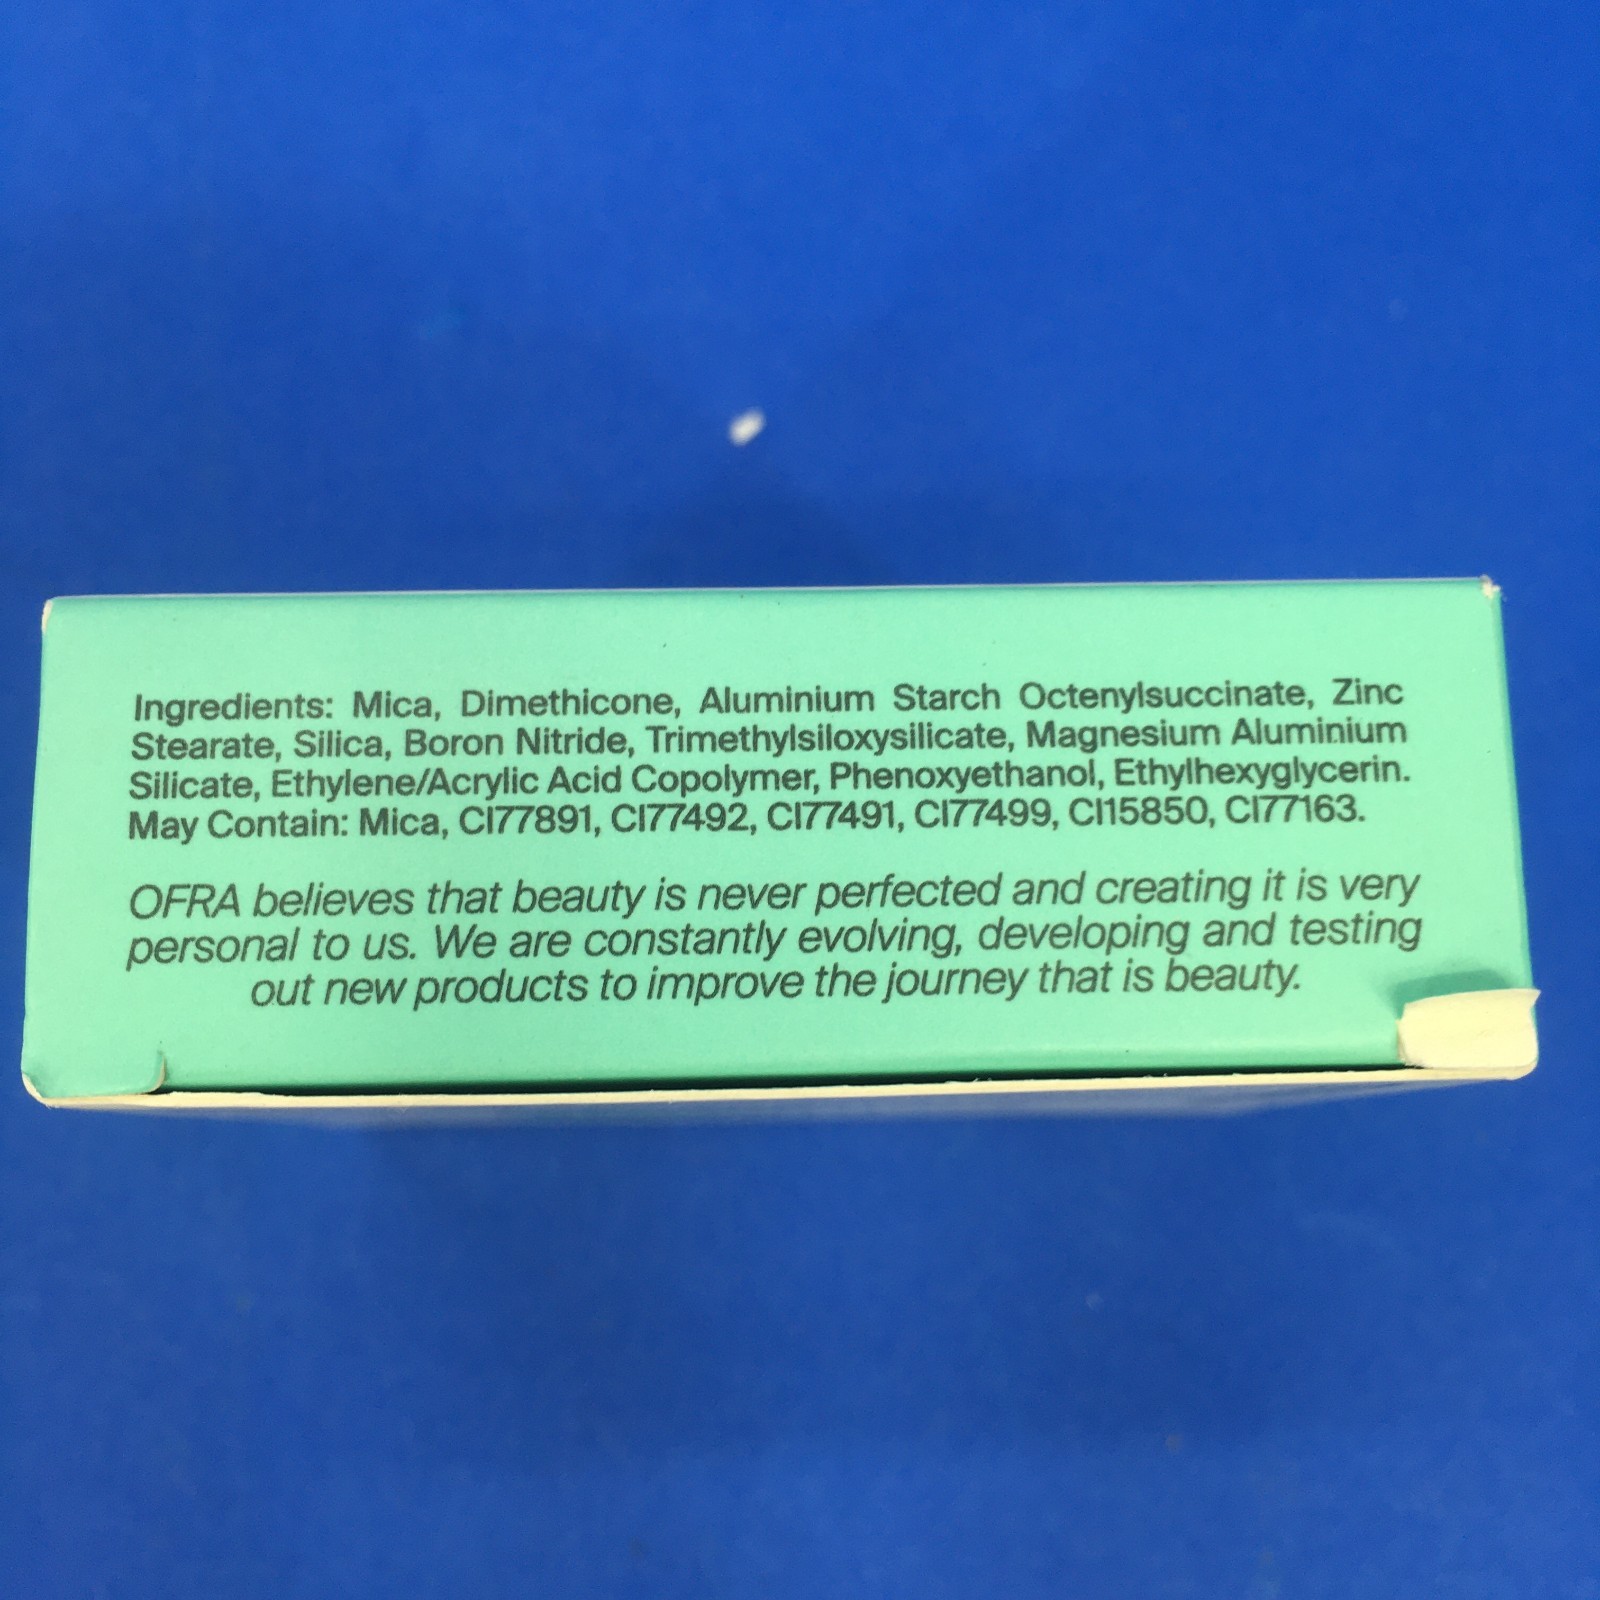 Ingredients: Mica, Dimethicone, Aluminium Starch Octenylsuccinate, Zinc
Stearate, Silica, Boron Nitride, Trimethylsiloxysilicate, Magnesium Aluminium
Silicate, Ethylene/Acrylic Acid Copolymer, Phenoxyethanol, Ethylhexyglycerin.
May Contain: Mica, CI77891, CI77492, CI77491, CI77499, CI15850, CI77163.
OFRA believes that beauty is never perfected and creating it is very
personal to us. We are constantly evolving, developing and testing
out new products to improve the journey that is beauty.